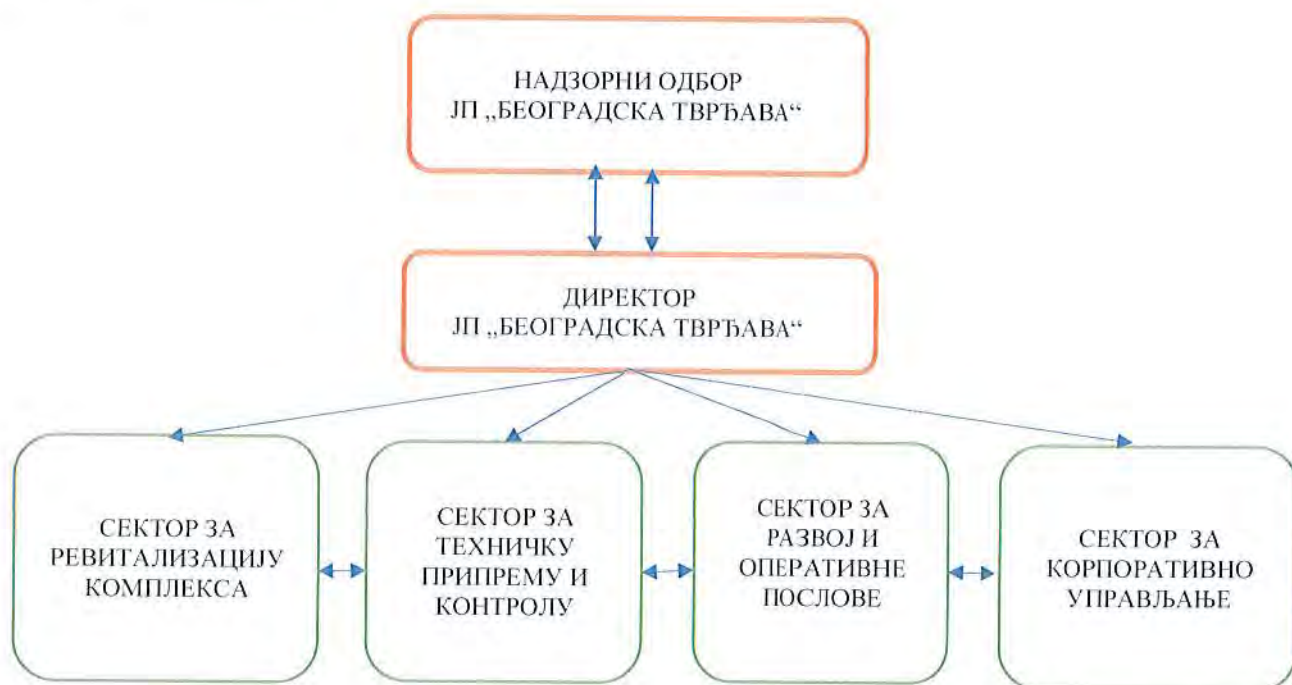 НАДЗОРНИ ОДБОР
ЈП „БЕОГРАДСКА ТВРЂАВА“
ДИРЕКТОР
ЈП „БЕОГРАДСКА ТВРЂАВА“
СЕКТОР ЗА
РЕВИТАЛИЗАЦИЈУ
КОМПЛЕКСА
СЕКТОР ЗА
ТЕХНИЧКУ
ПРИПРЕМУ И
КОНТРОЛУ
СЕКТОР ЗА
РАЗВОЈ И
ОПЕРАТИВНЕ
ПОСЛОВЕ
СЕКТОР ЗА
КОРПОРАТИВНО
УПРАВЉАЊЕ